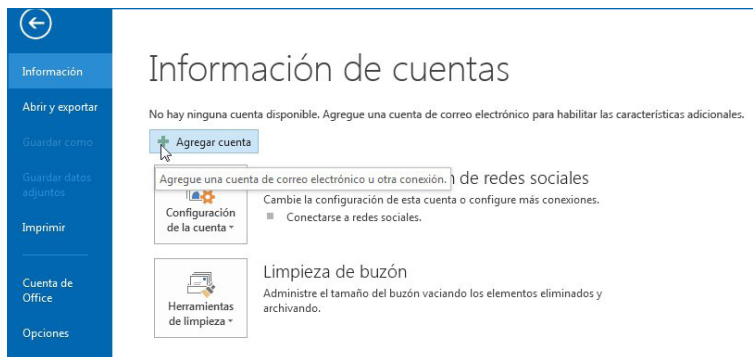 Información
Abrir y exportar
Guardar como
Guardar datos
adjuntos
Imprimir
Cuenta de
Office
Opciones
Información de cuentas
No hay ninguna cuenta disponible. Agregue una cuenta de correo electrónico para habilitar las características adicionales.
Agregar cuenta
Agregue una cuenta de correo electrónico u otra conexión.
n de redes sociales
Cambie la configuración de esta cuenta o configure más conexiones.
Conectarse a redes sociales.
Configuración
de la cuenta
Limpieza de buzón
Administre el tamaño del buzón vaciando los elementos eliminados y
archivando.
Herramientas
de limpieza